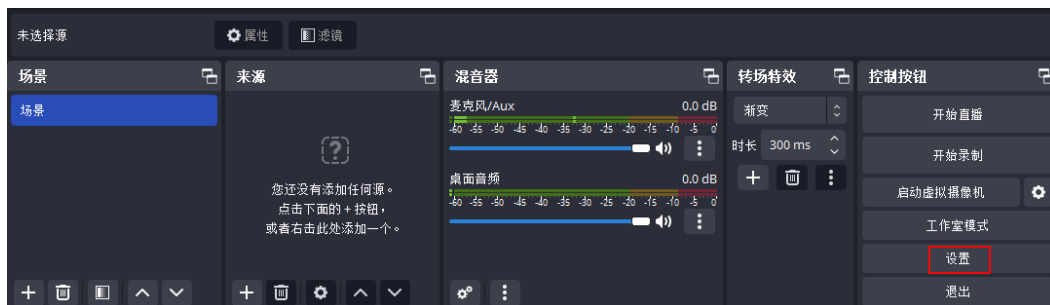 未选择源
属性
滤镜
场景
来源
混音器
转场特效
控制按钮
场景
您还没有添加任何源。
点击下面的 + 按钮,
或者右击此处添加一个。
麦克风/Aux
0.0 dB
-60 -55 -50 -45 -40 -35 -30 -25 -20 -15 -10 -5 0
桌面音频
0.0 dB
-60 -55 -50 -45 -40 -35 -30 -25 -20 -15 -10 -5 0
渐变
时长 300 ms
开始直播
开始录制
启动虚拟摄像机
工作室模式
设置
退出